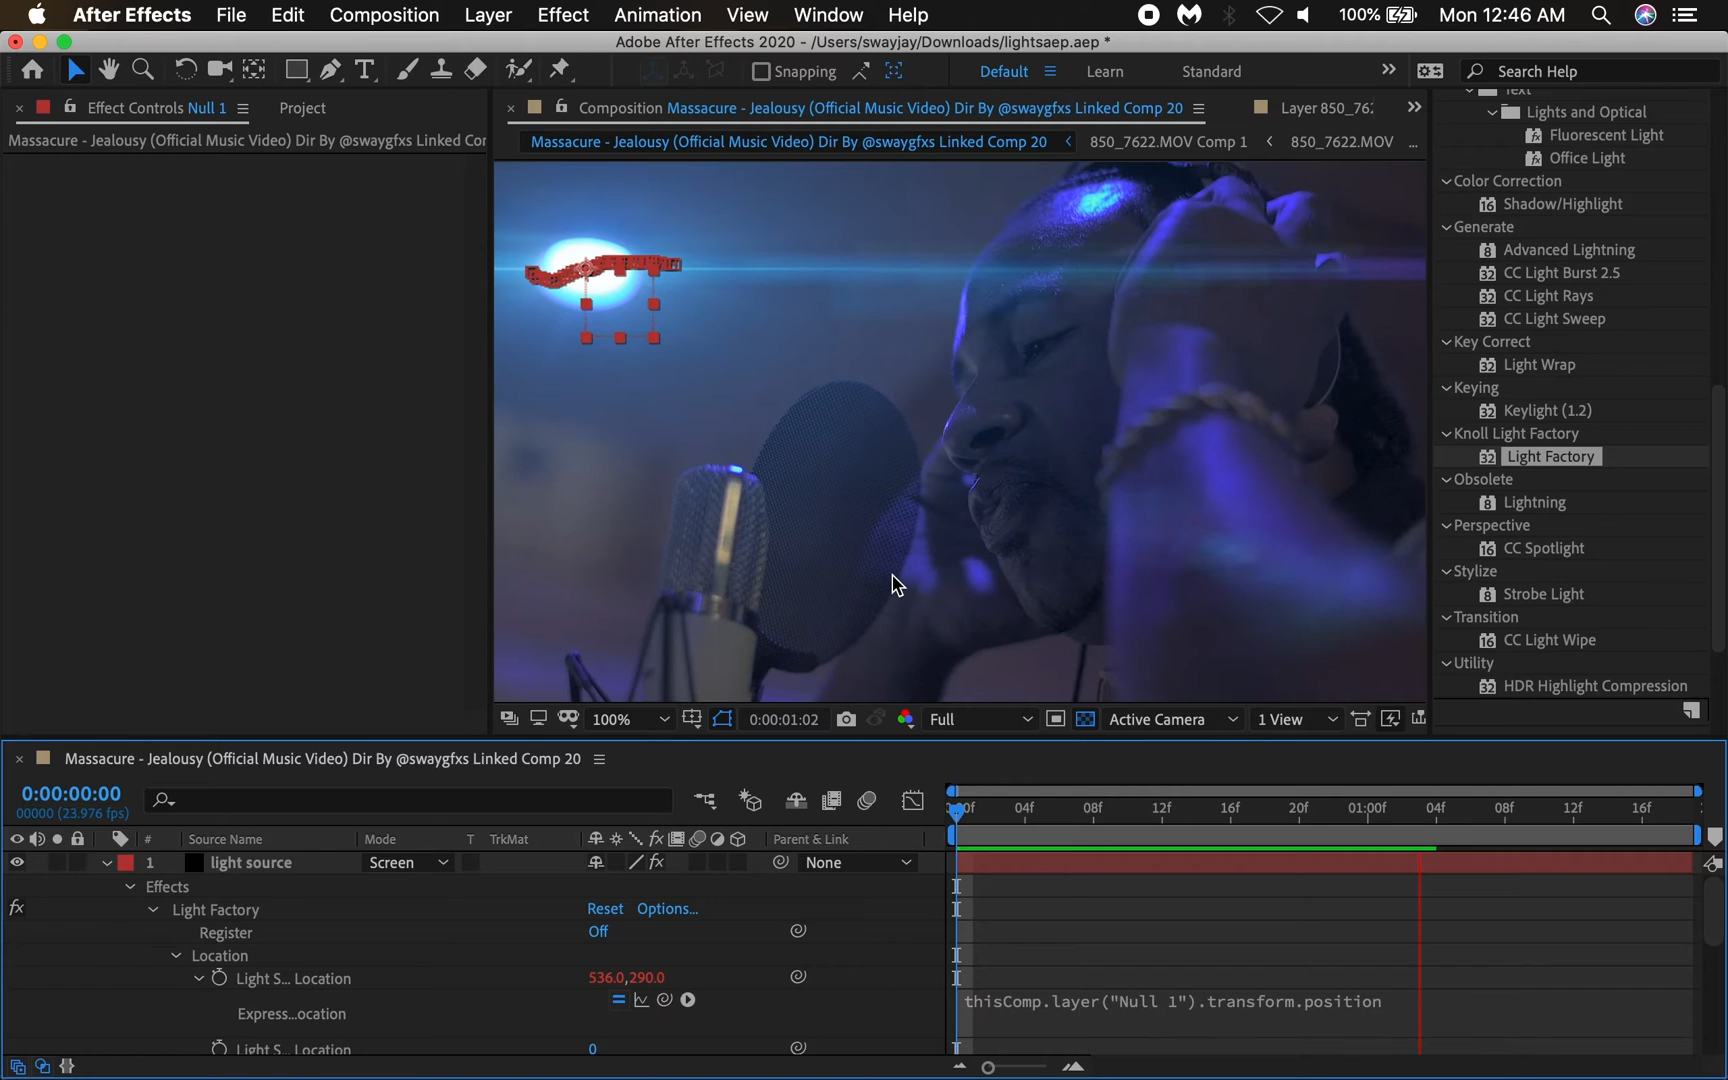 After Effects File Edit Composition Layer Effect Animation View Window Help 100% Mon 12:46 AM
Adobe After Effects 2020 - /Users/swayjay/Downloads/lightsaep.aep *
Snapping Default Learn Standard Search Help
Effect Controls Null 1 Project
Composition Massacure - Jealousy (Official Music Video) Dir By @swaygfxs Linked Comp 20 Layer 850_762
Massacure - Jealousy (Official Music Video) Dir By @swaygfxs Linked Cor
Massacure - Jealousy (Official Music Video) Dir By @swaygfxs Linked Comp 20 850_7622.MOV Comp 1 850_7622.MOV ...
Text
Lights and Optical
Fluorescent Light
Office Light
Color Correction
Shadow/Highlight
Generate
Advanced Lightning
CC Light Burst 2.5
CC Light Rays
CC Light Sweep
Key Correct
Light Wrap
Keying
Keylight (1.2)
Knoll Light Factory
Light Factory
Obsolete
Lightning
Perspective
CC Spotlight
Stylize
Strobe Light
Transition
CC Light Wipe
Utility
HDR Highlight Compression
100% 0:00:01:02 Full Active Camera 1 View
Massacure - Jealousy (Official Music Video) Dir By @swaygfxs Linked Comp 20
0:00:00:00
00000 (23.976 fps)
:00f 04f 08f 12f 16f 20f 01:00f 04f 08f 12f 16f
# Source Name Mode T TrkMat fx Parent & Link
1 light source Screen fx None
Effects
fx Light Factory Reset Options...
Register Off
Location
Light S... Location 536.0,290.0
Express...ocation thisComp.layer("Null 1").transform.position
Light S... Location 0